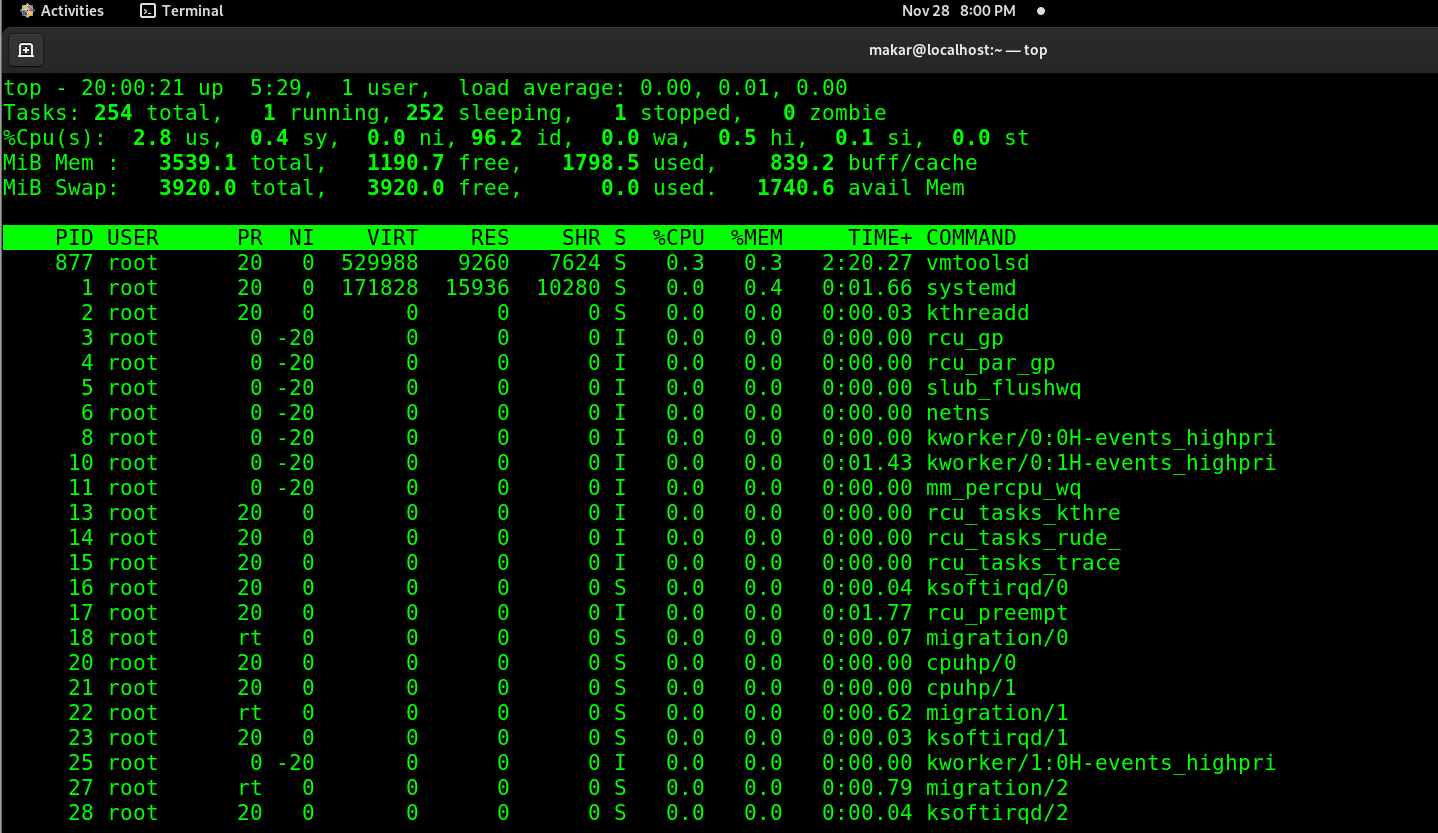 Activities Terminal Nov 28 8:00 PM
makar@localhost:~ — top
top - 20:00:21 up  5:29,  1 user,  load average: 0.00, 0.01, 0.00
Tasks: 254 total,   1 running, 252 sleeping,   1 stopped,   0 zombie
%Cpu(s):  2.8 us,  0.4 sy,  0.0 ni, 96.2 id,  0.0 wa,  0.5 hi,  0.1 si,  0.0 st
MiB Mem :   3539.1 total,   1190.7 free,   1798.5 used,    839.2 buff/cache
MiB Swap:   3920.0 total,   3920.0 free,      0.0 used.   1740.6 avail Mem
PID USER      PR  NI    VIRT    RES    SHR S  %CPU  %MEM     TIME+ COMMAND
877 root      20   0  529988   9260   7624 S   0.3   0.3   2:20.27 vmtoolsd
1 root      20   0  171828  15936  10280 S   0.0   0.4   0:01.66 systemd
2 root      20   0       0      0      0 S   0.0   0.0   0:00.03 kthreadd
3 root       0 -20       0      0      0 I   0.0   0.0   0:00.00 rcu_gp
4 root       0 -20       0      0      0 I   0.0   0.0   0:00.00 rcu_par_gp
5 root       0 -20       0      0      0 I   0.0   0.0   0:00.00 slub_flushwq
6 root       0 -20       0      0      0 I   0.0   0.0   0:00.00 netns
8 root       0 -20       0      0      0 I   0.0   0.0   0:00.00 kworker/0:0H-events_highpri
10 root       0 -20       0      0      0 I   0.0   0.0   0:01.43 kworker/0:1H-events_highpri
11 root       0 -20       0      0      0 I   0.0   0.0   0:00.00 mm_percpu_wq
13 root      20   0       0      0      0 I   0.0   0.0   0:00.00 rcu_tasks_kthre
14 root      20   0       0      0      0 I   0.0   0.0   0:00.00 rcu_tasks_rude_
15 root      20   0       0      0      0 I   0.0   0.0   0:00.00 rcu_tasks_trace
16 root      20   0       0      0      0 S   0.0   0.0   0:00.04 ksoftirqd/0
17 root      20   0       0      0      0 I   0.0   0.0   0:01.77 rcu_preempt
18 root      rt   0       0      0      0 S   0.0   0.0   0:00.07 migration/0
20 root      20   0       0      0      0 S   0.0   0.0   0:00.00 cpuhp/0
21 root      20   0       0      0      0 S   0.0   0.0   0:00.00 cpuhp/1
22 root      rt   0       0      0      0 S   0.0   0.0   0:00.62 migration/1
23 root      20   0       0      0      0 S   0.0   0.0   0:00.03 ksoftirqd/1
25 root       0 -20       0      0      0 I   0.0   0.0   0:00.00 kworker/1:0H-events_highpri
27 root      rt   0       0      0      0 S   0.0   0.0   0:00.79 migration/2
28 root      20   0       0      0      0 S   0.0   0.0   0:00.04 ksoftirqd/2